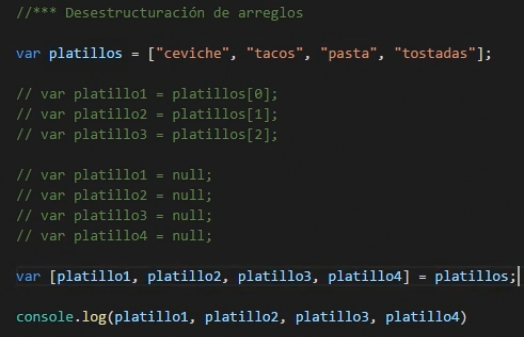 //*** Desestructuración de arreglos
var platillos = ["ceviche", "tacos", "pasta", "tostadas"];
// var platillo1 = platillos[0];
// var platillo2 = platillos[1];
// var platillo3 = platillos[2];
// var platillo1 = null;
// var platillo2 = null;
// var platillo3 = null;
// var platillo4 = null;
var [platillo1, platillo2, platillo3, platillo4] = platillos;
console.log(platillo1, platillo2, platillo3, platillo4)